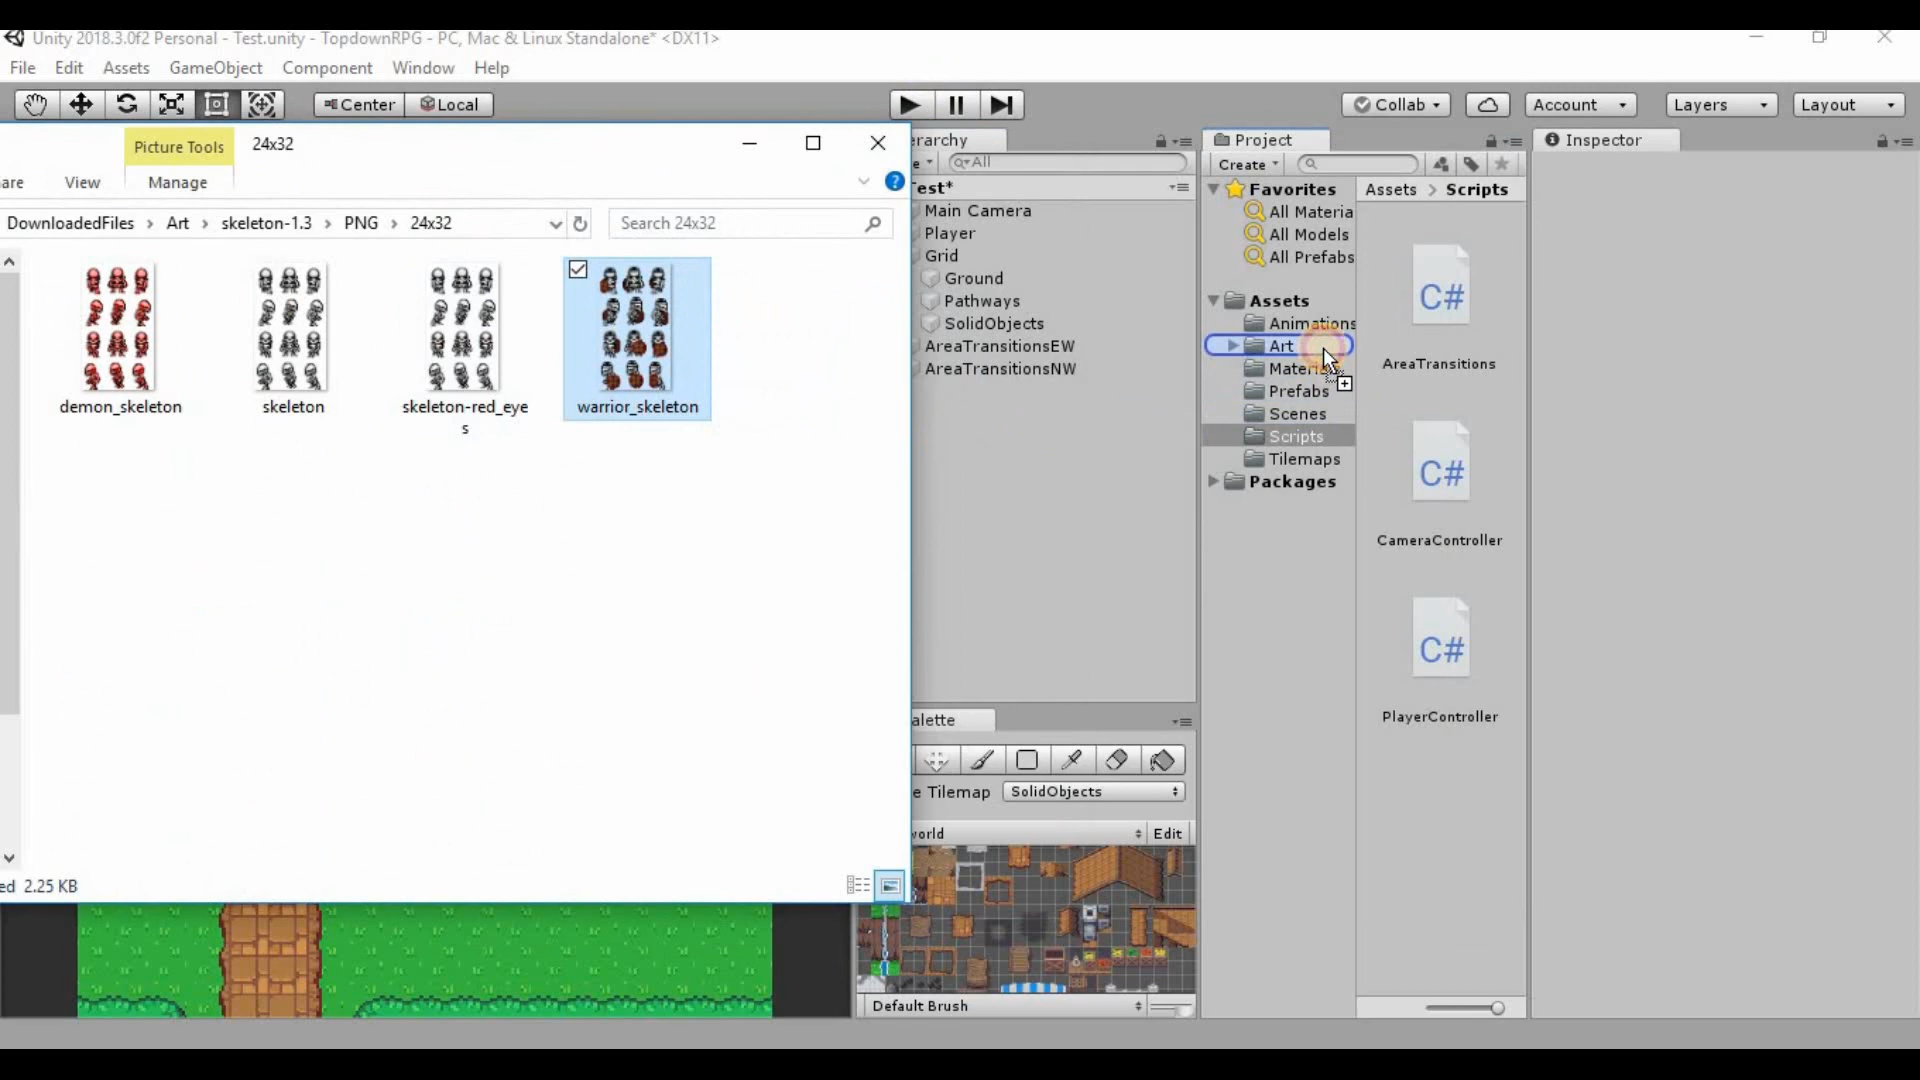 Unity 2018.3.0f2 Personal - Test.unity - TopdownRPG - PC, Mac & Linux Standalone* <DX11>
File Edit Assets GameObject Component Window Help
Center Local Collab Account Layers Layout
Picture Tools 24x32
are View Manage
DownloadedFiles > Art > skeleton-1.3 > PNG > 24x32 Search 24x32
demon_skeleton
skeleton
skeleton-red_eye
s
warrior_skeleton
ed 2.25 KB
erarchy
e All
Test*
Main Camera
Player
Grid
Ground
Pathways
SolidObjects
AreaTransitionsEW
AreaTransitionsNW
alette
e Tilemap SolidObjects
world Edit
Default Brush
Project
Create
Favorites
All Materia
All Models
All Prefabs
Assets
Animations
Art
Materi
Prefabs
Scenes
Scripts
Tilemaps
Packages
Assets > Scripts
C#
AreaTransitions
C#
CameraController
C#
PlayerController
Inspector